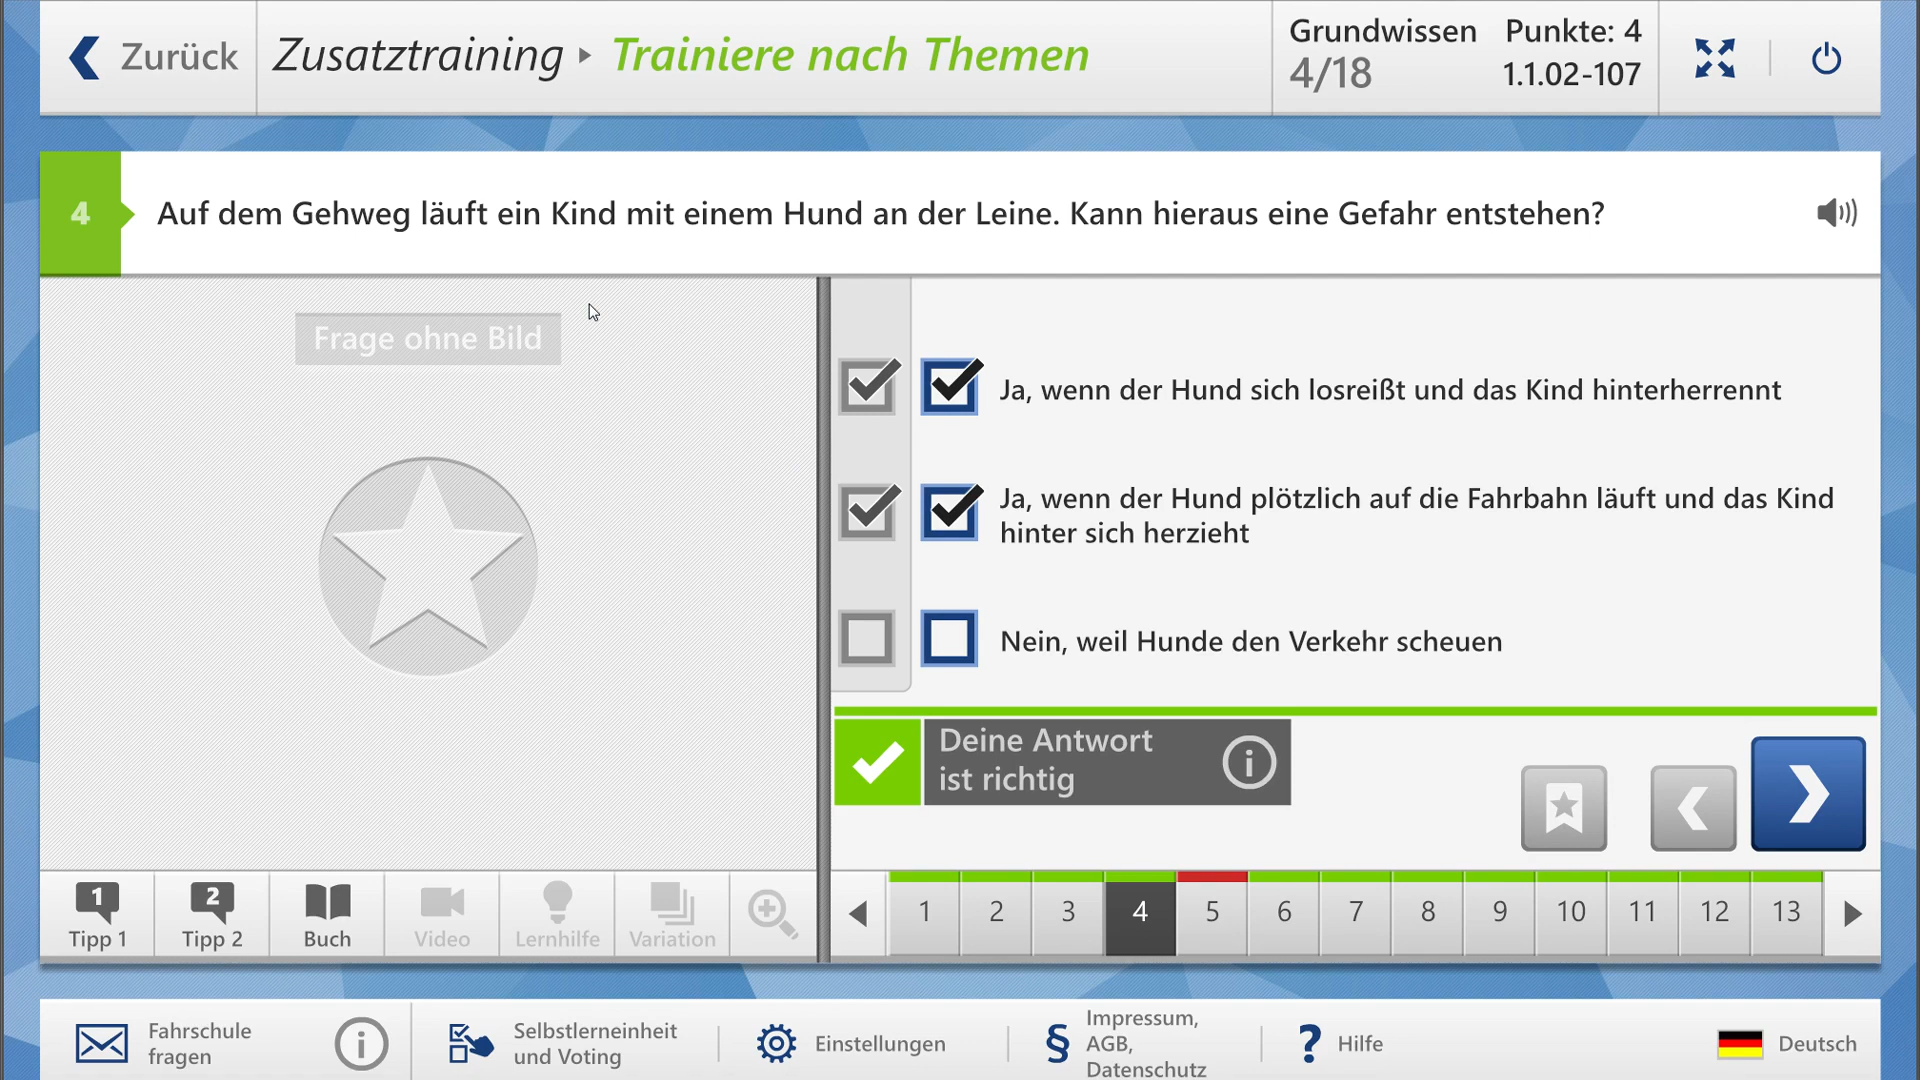 Zurück
Zusatztraining ▸ Trainiere nach Themen
Grundwissen
4/18
Punkte: 4
1.1.02-107
4
Auf dem Gehweg läuft ein Kind mit einem Hund an der Leine. Kann hieraus eine Gefahr entstehen?
Frage ohne Bild
Ja, wenn der Hund sich losreißt und das Kind hinterherrennt
Ja, wenn der Hund plötzlich auf die Fahrbahn läuft und das Kind
hinter sich herzieht
Nein, weil Hunde den Verkehr scheuen
Deine Antwort
ist richtig
1
Tipp 1
2
Tipp 2
Buch
Video
Lernhilfe
Variation
1 2 3 4 5 6 7 8 9 10 11 12 13
Fahrschule
fragen
Selbstlerneinheit
und Voting
Einstellungen
§
Impressum,
AGB,
Datenschutz
?
Hilfe
Deutsch